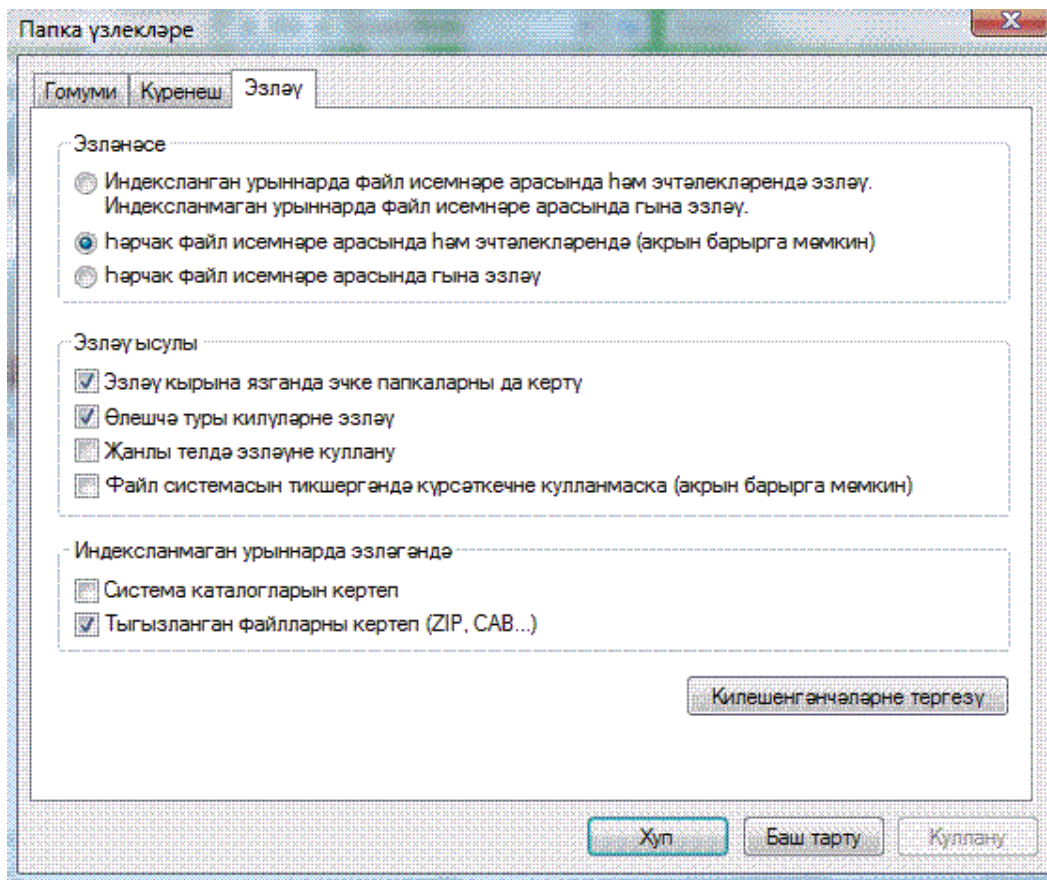 Папка үзлекләре
Гомуми Күренеш Эзләү
Эзләнәсе
Индексланган урыннарда файл исемнәре арасында һәм эчтәлекләрендә эзләү.
Индексланмаган урыннарда файл исемнәре арасында гына эзләү.
Һәрчак файл исемнәре арасында һәм эчтәлекләрендә (акрын барырга мөмкин)
Һәрчак файл исемнәре арасында гына эзләү
Эзләү ысулы
Эзләү кырына язганда эчке папкаларны да кертү
Өлешчә туры килүләрне эзләү
Җанлы телдә эзләүне куллану
Файл системасын тикшергәндә күрсәткечне кулланмаска (акрын барырга мөмкин)
Индексланмаган урыннарда эзләгәндә
Система каталогларын кертеп
Тыгызланган файлларны кертеп (ZIP, CAB...)
Килешенгәнчәләрне тергезү
Хуп Баш тарту Куллану